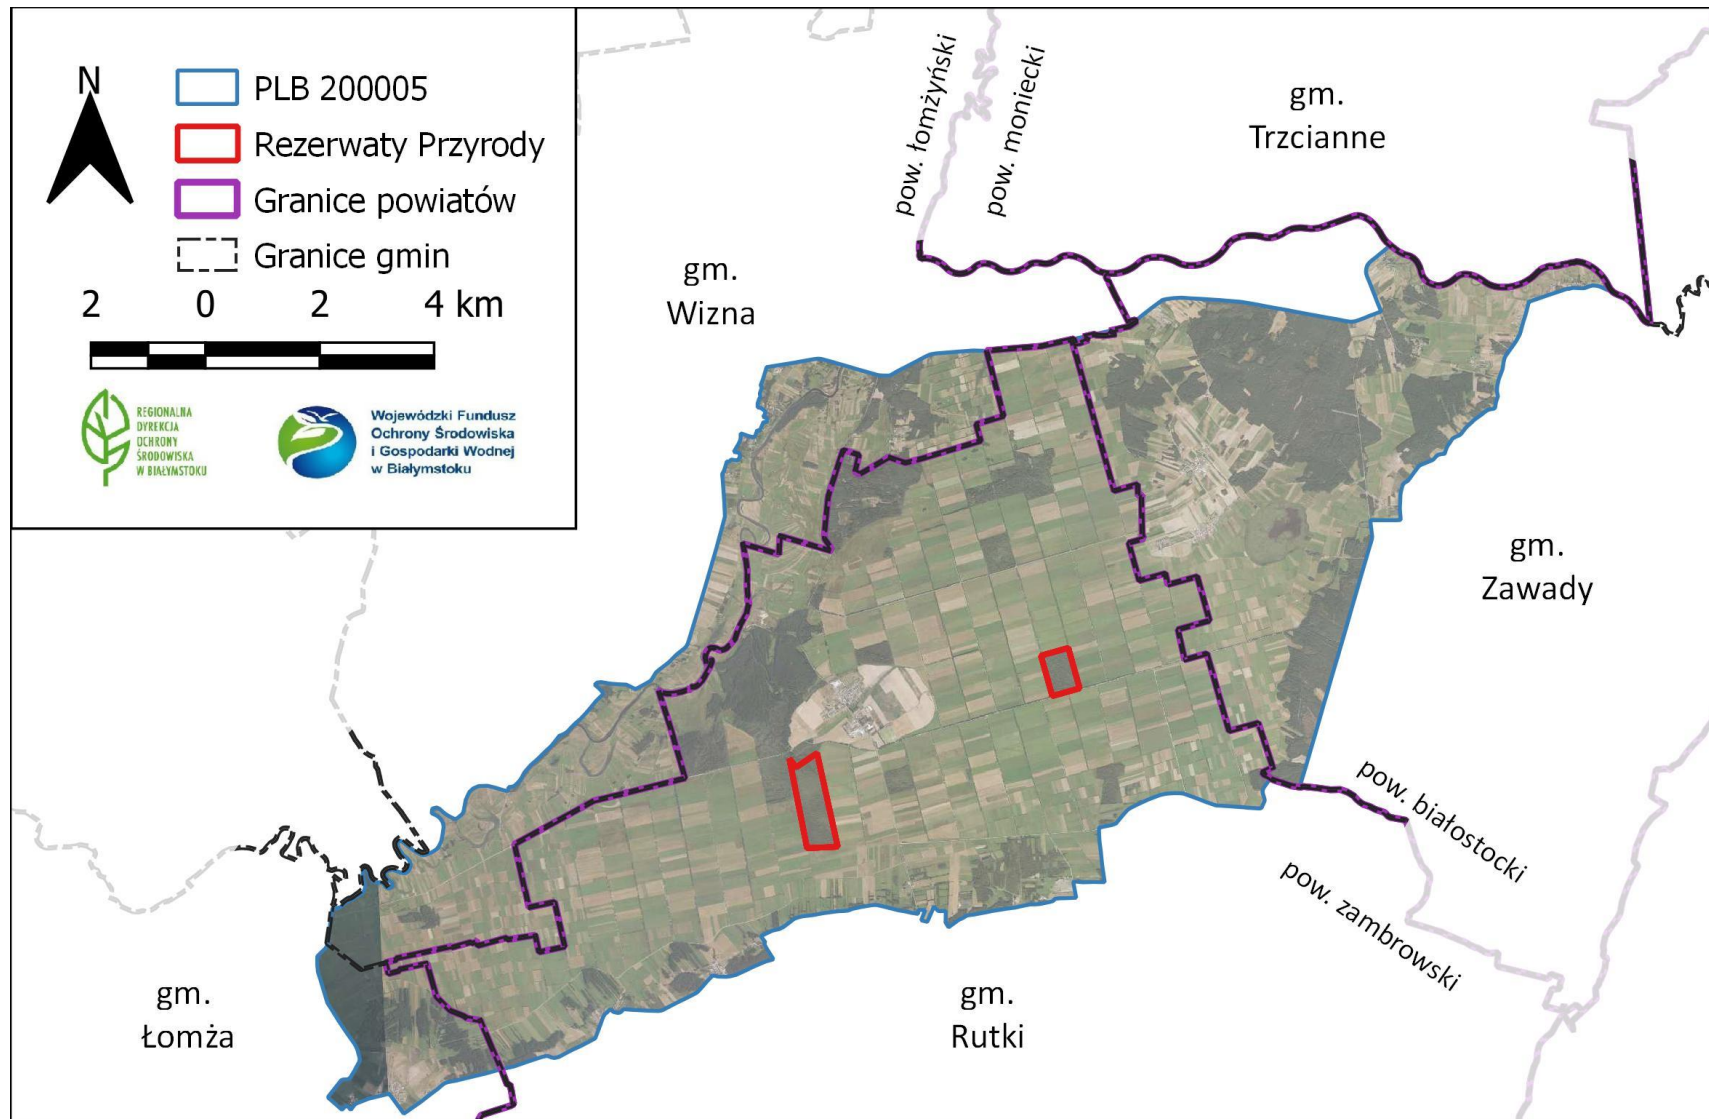 N
PLB 200005
Rezerwaty Przyrody
Granice powiatów
Granice gmin
2 0 2 4 km
REGIONALNA
DYREKCJA
OCHRONY
ŚRODOWISKA
W BIAŁYMSTOKU
Wojewódzki Fundusz
Ochrony Środowiska
i Gospodarki Wodnej
w Białymstoku
pow. łomżyński
pow. moniecki
gm.
Trzcianne
gm.
Wizna
gm.
Zawady
pow. białostocki
pow. zambrowski
gm.
Łomża
gm.
Rutki